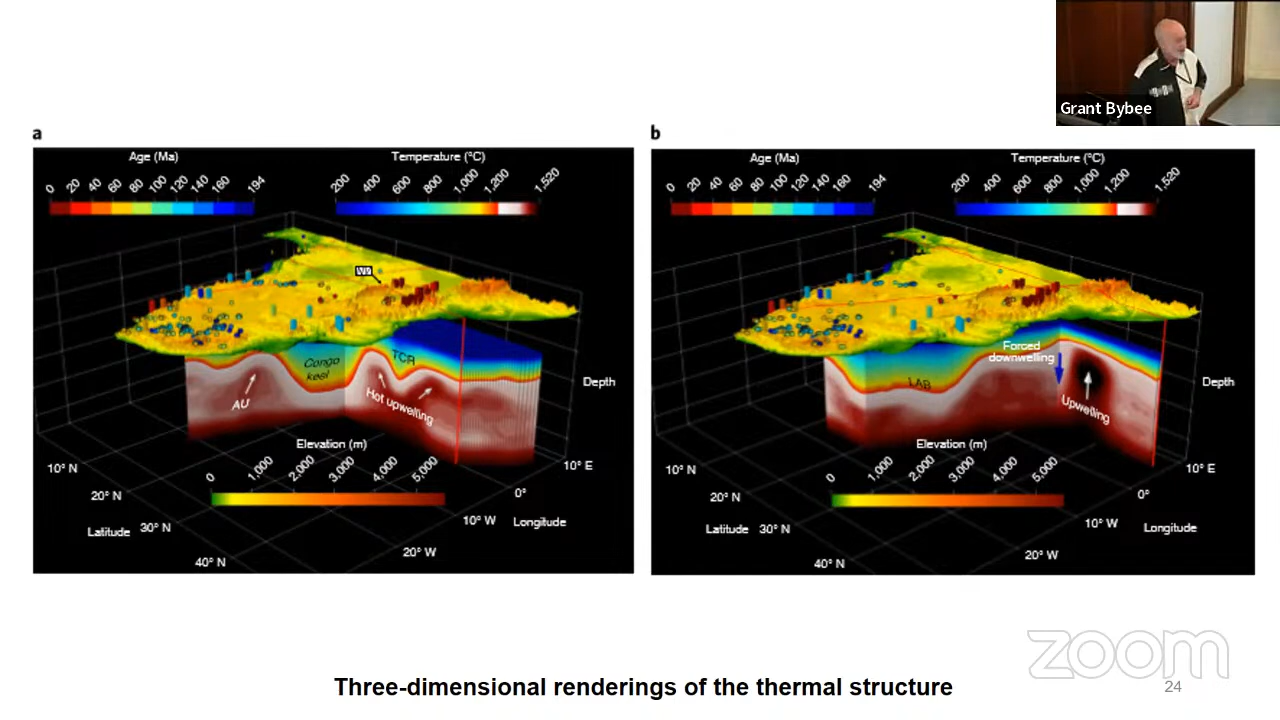 Grant Bybee
a
Age (Ma)
Temperature (°C)
0 20 40 60 80 100 120 140 160 194
200 400 600 800 1,000 1,200 1,520
Congo
keel
TCR
AU
Hot upwelling
Depth
Elevation (m)
0 1,000 2,000 3,000 4,000 5,000
10° N
20° N
30° N
40° N
Latitude
10° E
0°
10° W
20° W
Longitude
b
Age (Ma)
Temperature (°C)
0 20 40 60 80 100 120 140 160 194
200 400 600 800 1,000 1,200 1,520
Forced
downwelling
LAB
Upwelling
Depth
Elevation (m)
0 1,000 2,000 3,000 4,000 5,000
10° N
20° N
30° N
40° N
Latitude
10° E
0°
10° W
20° W
Longitude
zoom
Three-dimensional renderings of the thermal structure
24